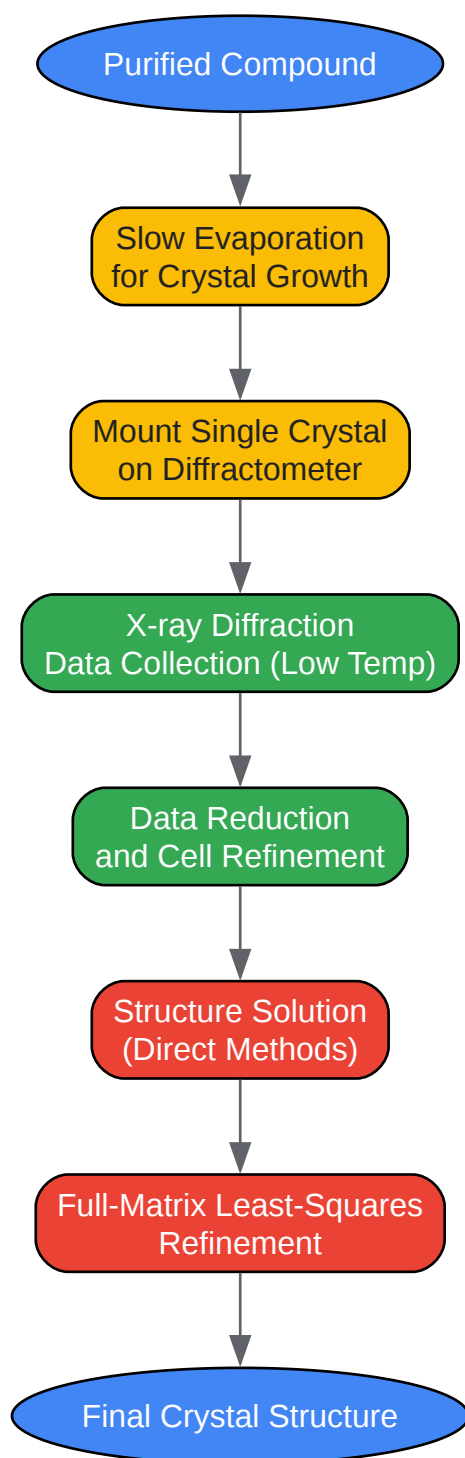 Purified Compound
Slow Evaporation
for Crystal Growth
Mount Single Crystal
on Diffractometer
X-ray Diffraction
Data Collection (Low Temp)
Data Reduction
and Cell Refinement
Structure Solution
(Direct Methods)
Full-Matrix Least-Squares
Refinement
Final Crystal Structure